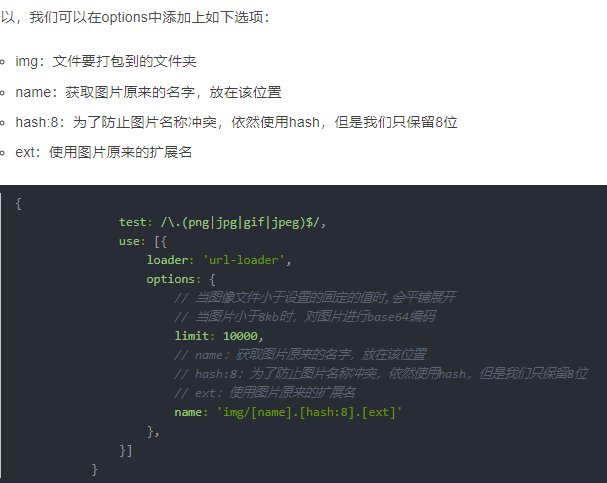 以，我们可以在options中添加上如下选项：
img：文件要打包到的文件夹
name：获取图片原来的名字，放在该位置
hash:8：为了防止图片名称冲突，依然使用hash，但是我们只保留8位
ext：使用图片原来的扩展名
{
test: /\.(png|jpg|gif|jpeg)$/,
use: [{
loader: 'url-loader',
options: {
// 当图像文件小于设置的固定的值时,会平铺展开
// 当图片小于8kb时，对图片进行base64编码
limit: 10000,
// name：获取图片原来的名字，放在该位置
// hash:8：为了防止图片名称冲突，依然使用hash，但是我们只保留8位
// ext：使用图片原来的扩展名
name: 'img/[name].[hash:8].[ext]'
},
}]
}